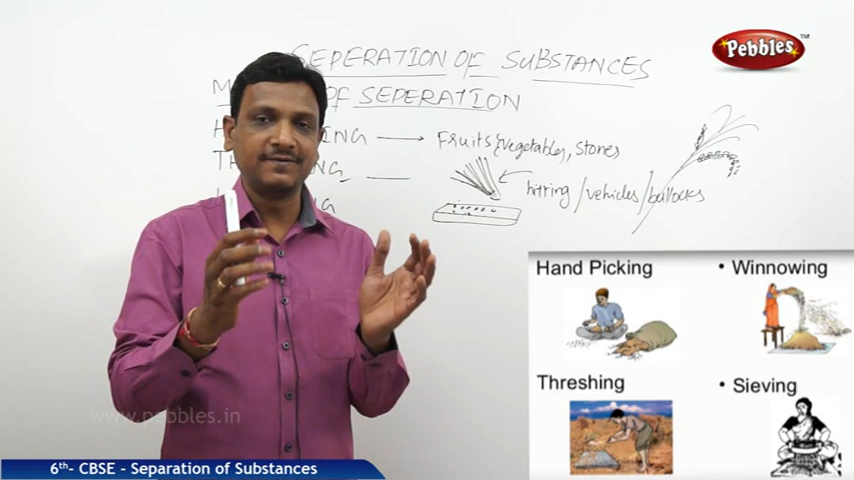 SEPERATION OF SUBSTANCES
Pebbles™
OF SEPERATION
Fruits, vegetables, stones
hitting / vehicles / bullocks
Hand Picking
• Winnowing
Threshing
• Sieving
www.pebbles.in
6th- CBSE - Separation of Substances